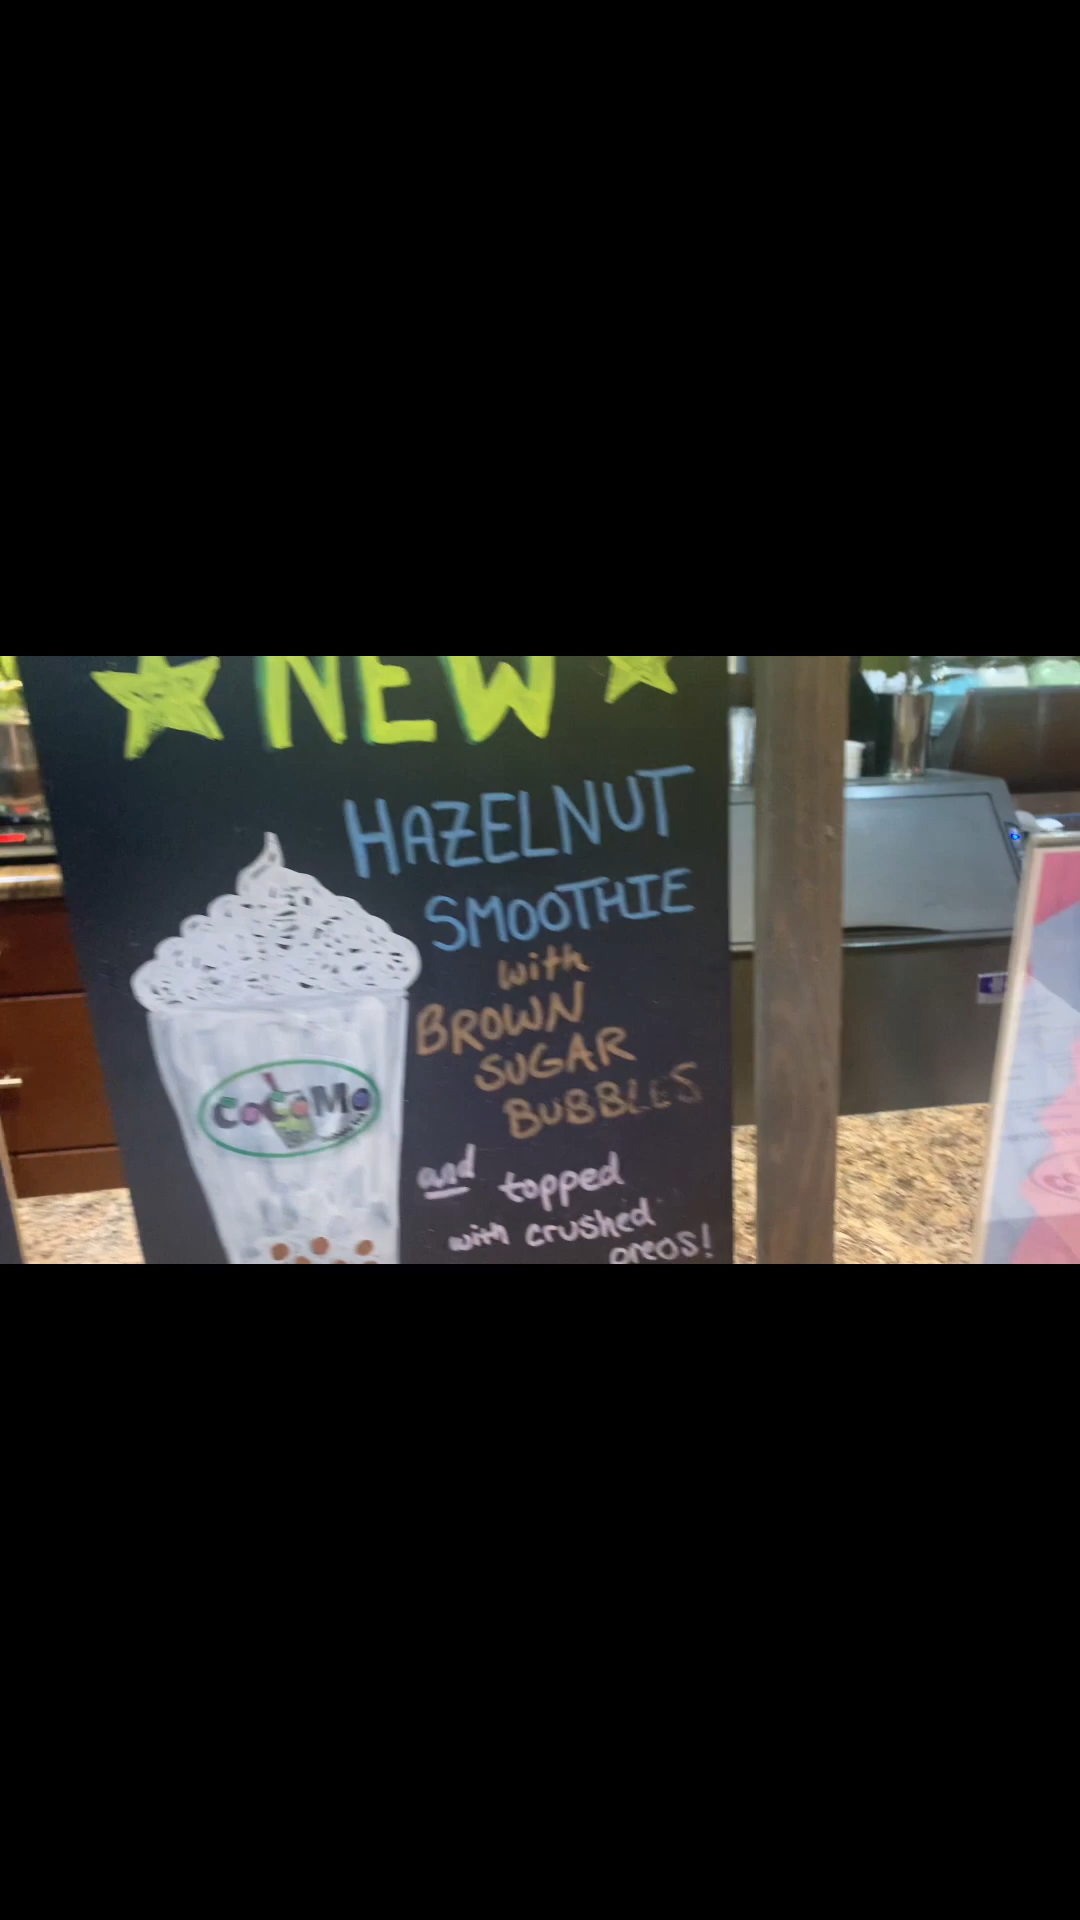 NEW
HAZELNUT
SMOOTHIE
with
BROWN
SUGAR
BUBBLES
and topped
with crushed
oreos!
CoCoMo